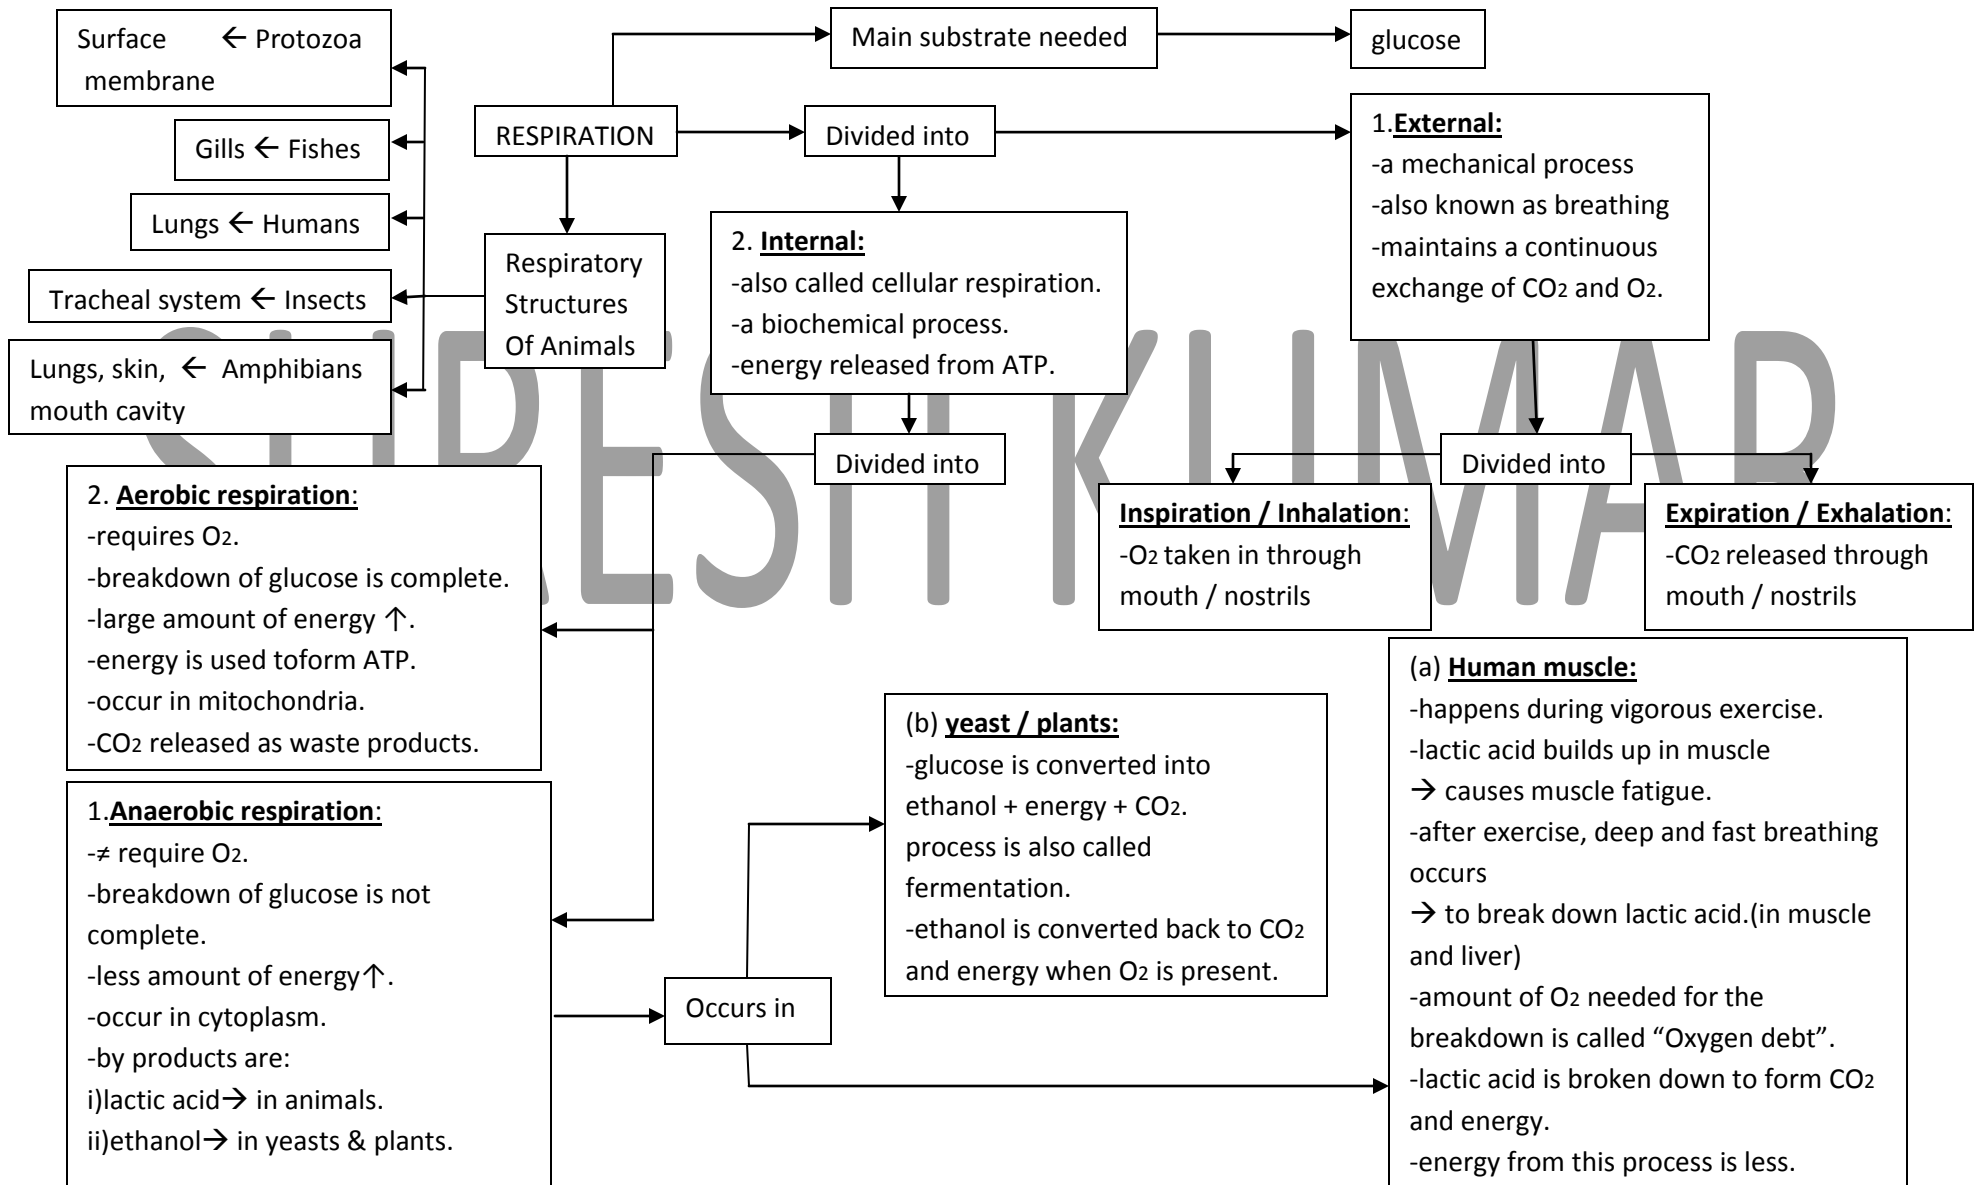 Surface ← Protozoa
membrane
Gills ← Fishes
Lungs ← Humans
Tracheal system ← Insects
Lungs, skin, ← Amphibians
mouth cavity
Main substrate needed
glucose
RESPIRATION
Divided into
Respiratory
Structures
Of Animals
1.External:
-a mechanical process
-also known as breathing
-maintains a continuous
exchange of CO2 and O2.
2. Internal:
-also called cellular respiration.
-a biochemical process.
-energy released from ATP.
Divided into
Divided into
Inspiration / Inhalation:
-O2 taken in through
mouth / nostrils
Expiration / Exhalation:
-CO2 released through
mouth / nostrils
2. Aerobic respiration:
-requires O2.
-breakdown of glucose is complete.
-large amount of energy ↑.
-energy is used toform ATP.
-occur in mitochondria.
-CO2 released as waste products.
1.Anaerobic respiration:
-≠ require O2.
-breakdown of glucose is not
complete.
-less amount of energy↑.
-occur in cytoplasm.
-by products are:
i)lactic acid→ in animals.
ii)ethanol→ in yeasts & plants.
Occurs in
(b) yeast / plants:
-glucose is converted into
ethanol + energy + CO2.
process is also called
fermentation.
-ethanol is converted back to CO2
and energy when O2 is present.
(a) Human muscle:
-happens during vigorous exercise.
-lactic acid builds up in muscle
→ causes muscle fatigue.
-after exercise, deep and fast breathing
occurs
→ to break down lactic acid.(in muscle
and liver)
-amount of O2 needed for the
breakdown is called “Oxygen debt”.
-lactic acid is broken down to form CO2
and energy.
-energy from this process is less.
SURESH KUMAR